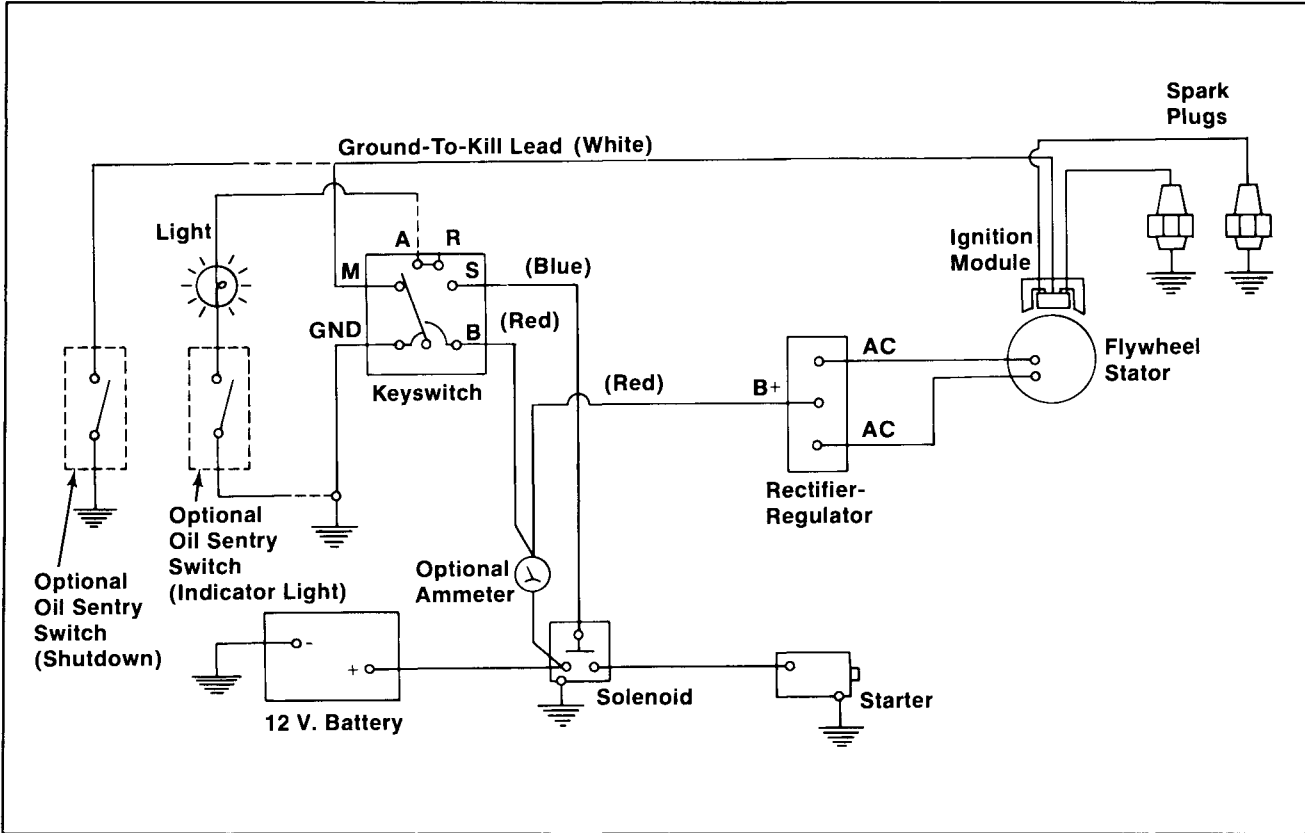 Spark
Plugs
Ground-To-Kill Lead (White)
Light
A
R
Ignition
Module
M
S
(Blue)
GND
B
(Red)
Keyswitch
AC
Flywheel
Stator
(Red)
B+
AC
Rectifier-
Regulator
Optional
Oil Sentry
Switch
(Indicator Light)
Optional
Ammeter
Optional
Oil Sentry
Switch
(Shutdown)
-
+
12 V. Battery
Solenoid
Starter